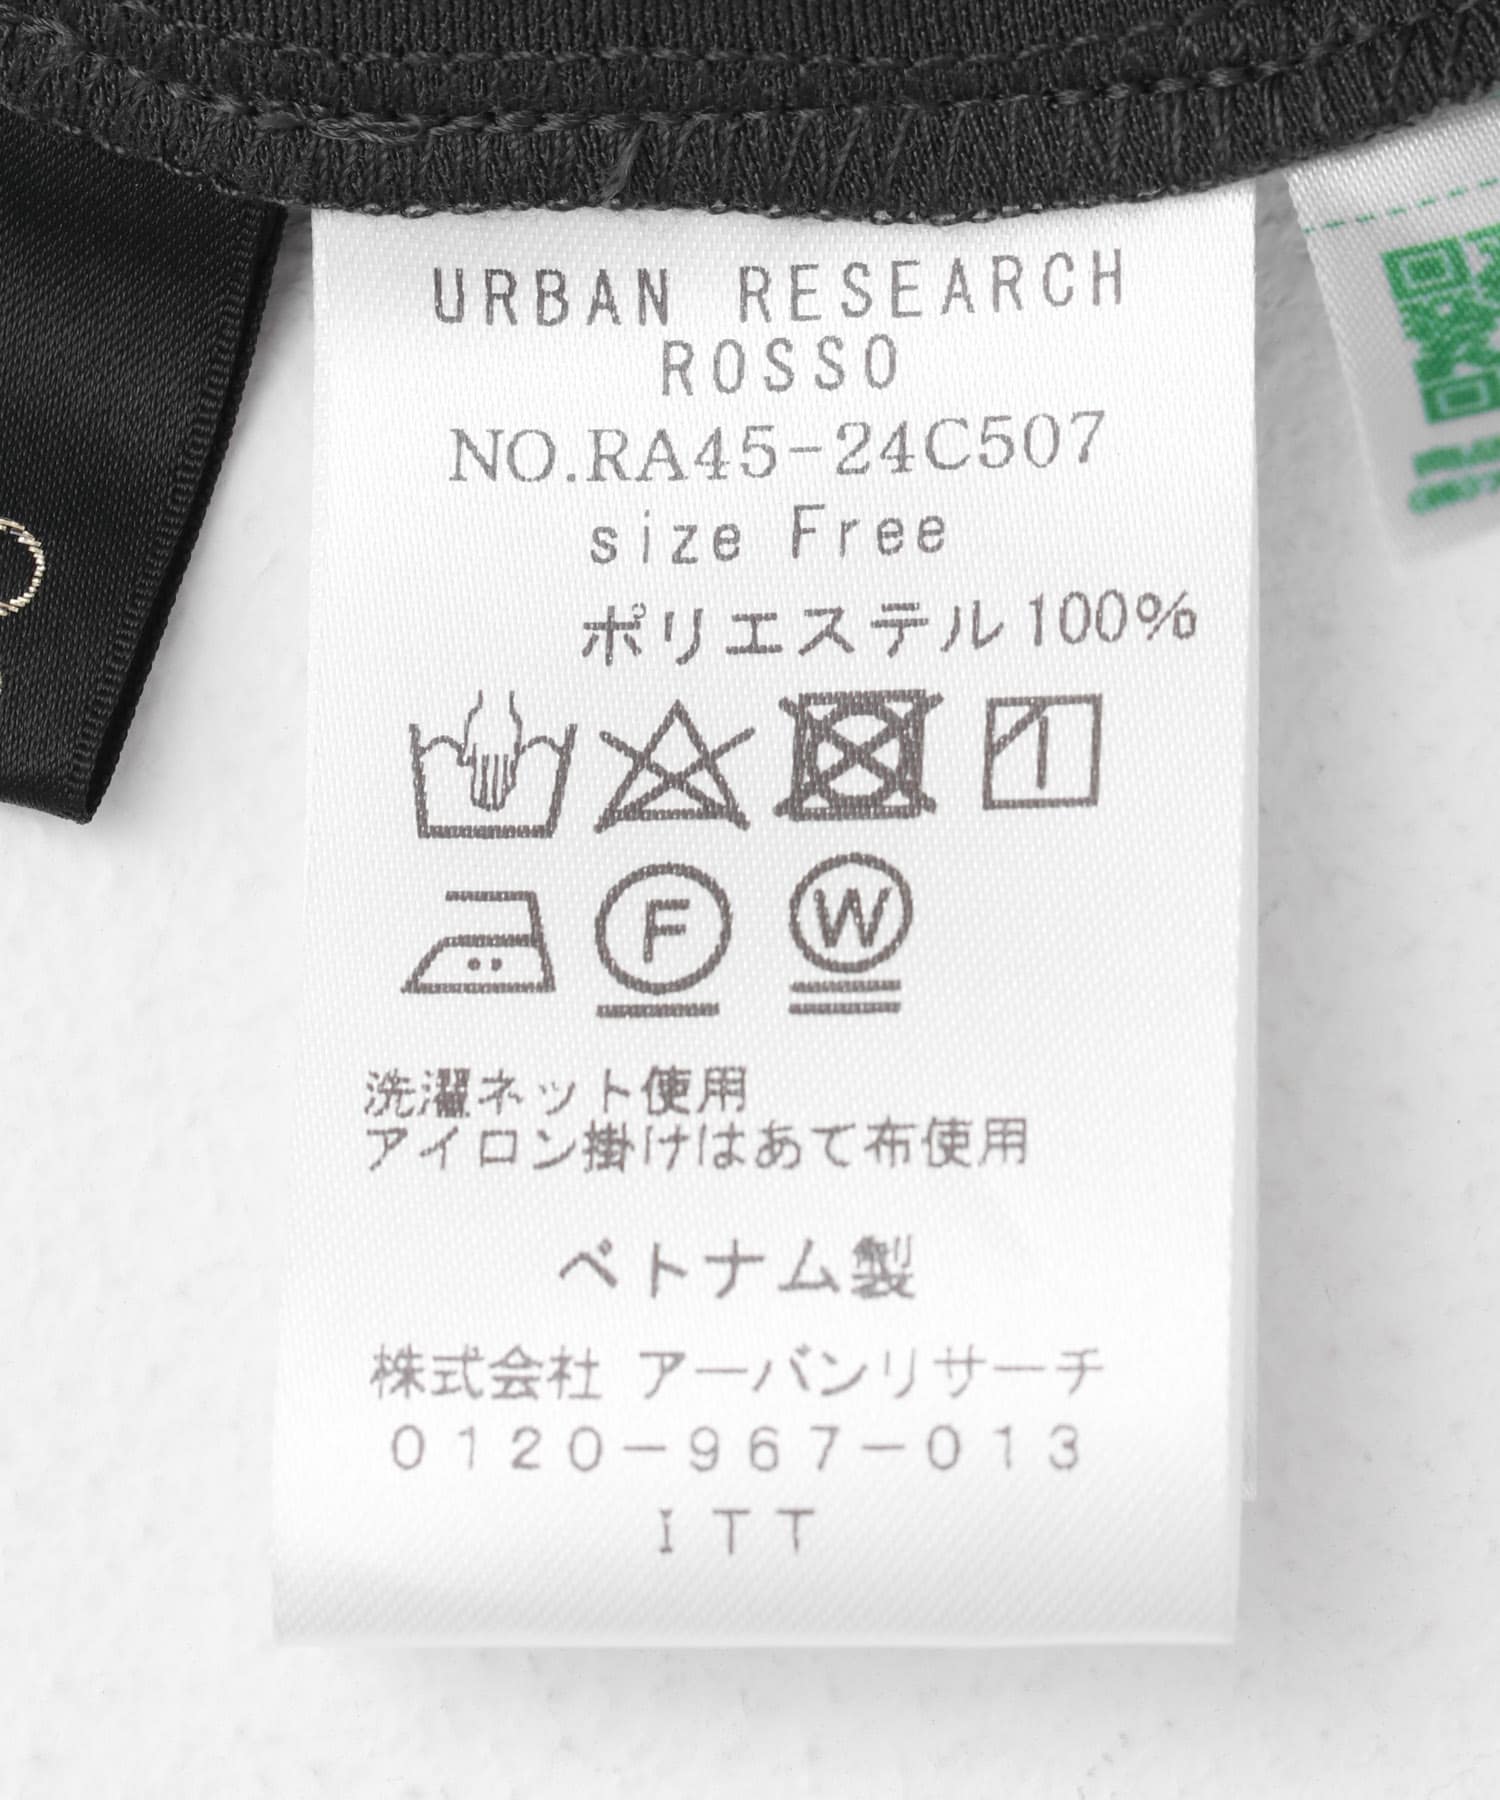 URBAN RESEARCH
ROSSO
NO.RA45-24C507
size Free
ポリエステル100%
1
F
W
洗濯ネット使用
アイロン掛けはあて布使用
ベトナム製
株式会社 アーバンリサーチ
0120-967-013
ITT